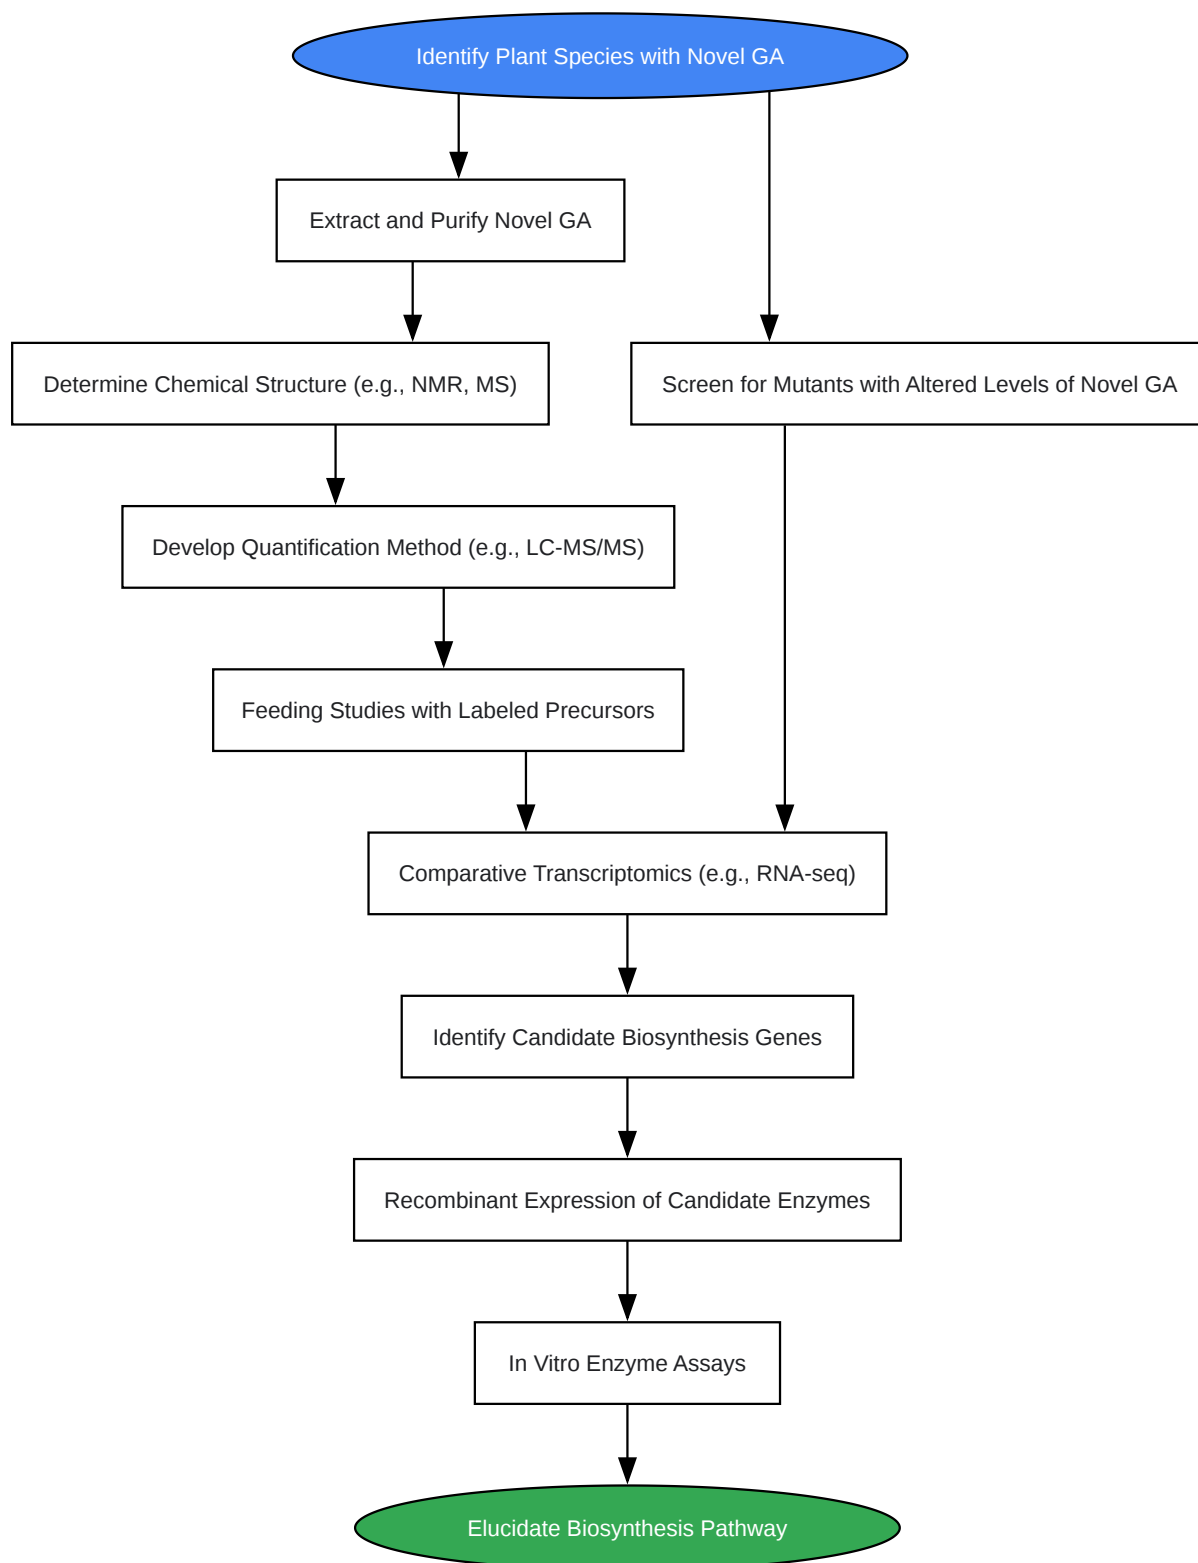 Identify Plant Species with Novel GA
Extract and Purify Novel GA
Determine Chemical Structure (e.g., NMR, MS)
Screen for Mutants with Altered Levels of Novel GA
Develop Quantification Method (e.g., LC-MS/MS)
Feeding Studies with Labeled Precursors
Comparative Transcriptomics (e.g., RNA-seq)
Identify Candidate Biosynthesis Genes
Recombinant Expression of Candidate Enzymes
In Vitro Enzyme Assays
Elucidate Biosynthesis Pathway